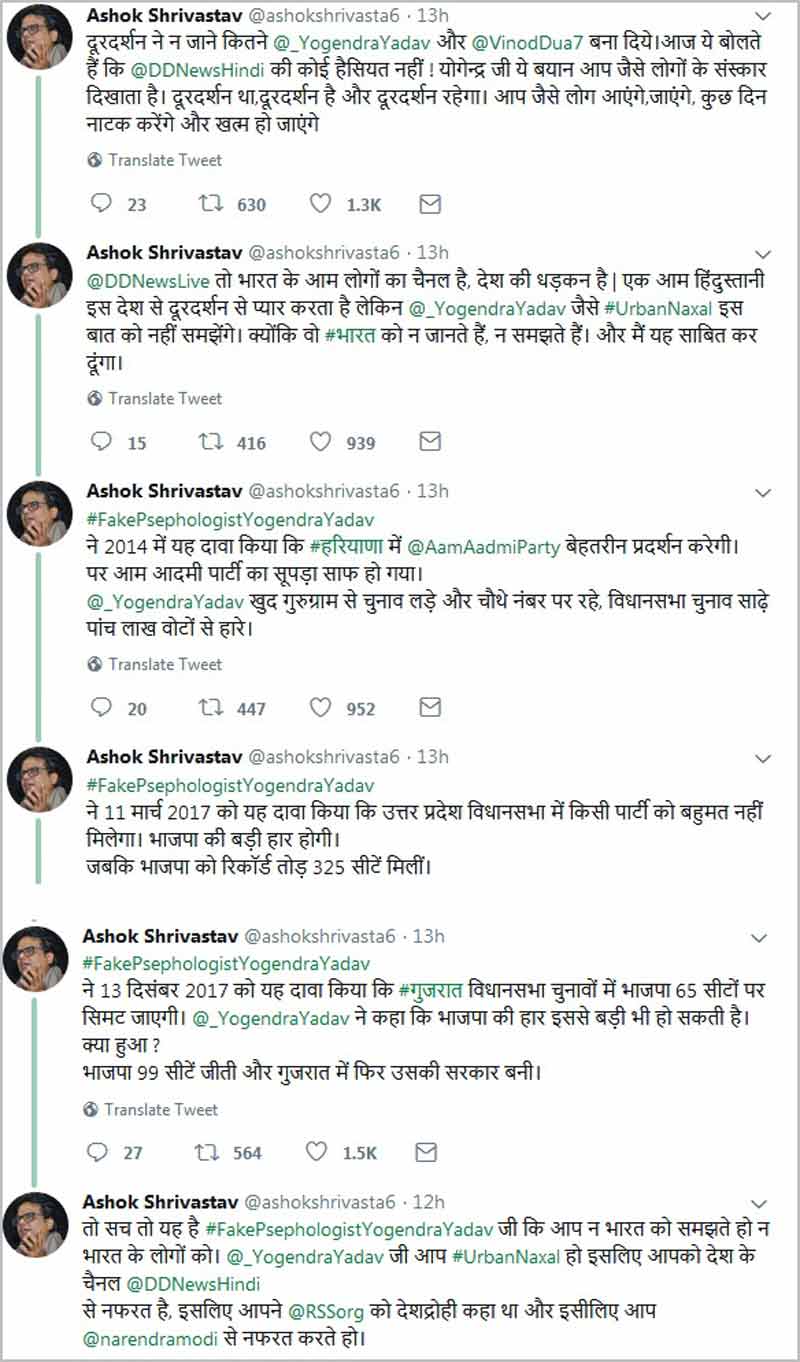 Ashok Shrivastav @ashokshrivasta6 · 13h
दूरदर्शन ने न जाने कितने @_YogendraYadav और @VinodDua7 बना दिये।आज ये बोलते
हैं कि @DDNewsHindi की कोई हैसियत नहीं ! योगेन्द्र जी ये बयान आप जैसे लोगों के संस्कार
दिखाता है। दूरदर्शन था,दूरदर्शन है और दूरदर्शन रहेगा। आप जैसे लोग आएंगे,जाएंगे, कुछ दिन
नाटक करेंगे और खत्म हो जाएंगे
Translate Tweet
23 630 1.3K
Ashok Shrivastav @ashokshrivasta6 · 13h
@DDNewsLive तो भारत के आम लोगों का चैनल है, देश की धड़कन है | एक आम हिंदुस्तानी
इस देश से दूरदर्शन से प्यार करता है लेकिन @_YogendraYadav जैसे #UrbanNaxal इस
बात को नहीं समझेंगे। क्योंकि वो #भारत को न जानते हैं, न समझते हैं। और मैं यह साबित कर
दूंगा।
Translate Tweet
15 416 939
Ashok Shrivastav @ashokshrivasta6 · 13h
#FakePsephologistYogendraYadav
ने 2014 में यह दावा किया कि #हरियाणा में @AamAadmiParty बेहतरीन प्रदर्शन करेगी।
पर आम आदमी पार्टी का सूपड़ा साफ हो गया।
@_YogendraYadav खुद गुरुग्राम से चुनाव लड़े और चौथे नंबर पर रहे, विधानसभा चुनाव साढ़े
पांच लाख वोटों से हारे।
Translate Tweet
20 447 952
Ashok Shrivastav @ashokshrivasta6 · 13h
#FakePsephologistYogendraYadav
ने 11 मार्च 2017 को यह दावा किया कि उत्तर प्रदेश विधानसभा में किसी पार्टी को बहुमत नहीं
मिलेगा। भाजपा की बड़ी हार होगी।
जबकि भाजपा को रिकॉर्ड तोड़ 325 सीटें मिलीं।
Ashok Shrivastav @ashokshrivasta6 · 13h
#FakePsephologistYogendraYadav
ने 13 दिसंबर 2017 को यह दावा किया कि #गुजरात विधानसभा चुनावों में भाजपा 65 सीटों पर
सिमट जाएगी। @_YogendraYadav ने कहा कि भाजपा की हार इससे बड़ी भी हो सकती है।
क्या हुआ ?
भाजपा 99 सीटें जीती और गुजरात में फिर उसकी सरकार बनी।
Translate Tweet
27 564 1.5K
Ashok Shrivastav @ashokshrivasta6 · 12h
तो सच तो यह है #FakePsephologistYogendraYadav जी कि आप न भारत को समझते हो न
भारत के लोगों को। @_YogendraYadav जी आप #UrbanNaxal हो इसलिए आपको देश के
चैनल @DDNewsHindi
से नफरत है, इसलिए आपने @RSSorg को देशद्रोही कहा था और इसीलिए आप
@narendramodi से नफरत करते हो।